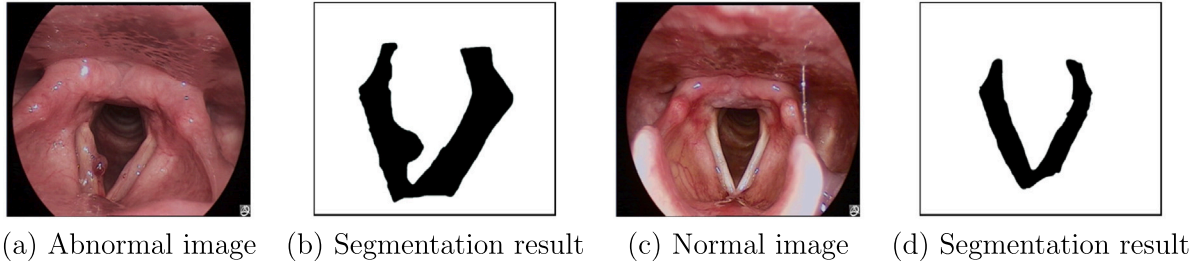 (a) Abnormal image (b) Segmentation result (c) Normal image (d) Segmentation result